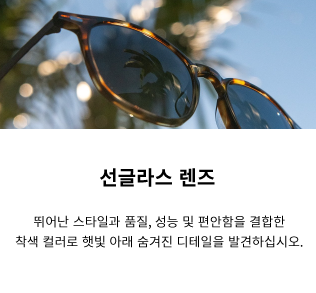 선글라스 렌즈
뛰어난 스타일과 품질, 성능 및 편안함을 결합한
착색 컬러로 햇빛 아래 숨겨진 디테일을 발견하십시오.